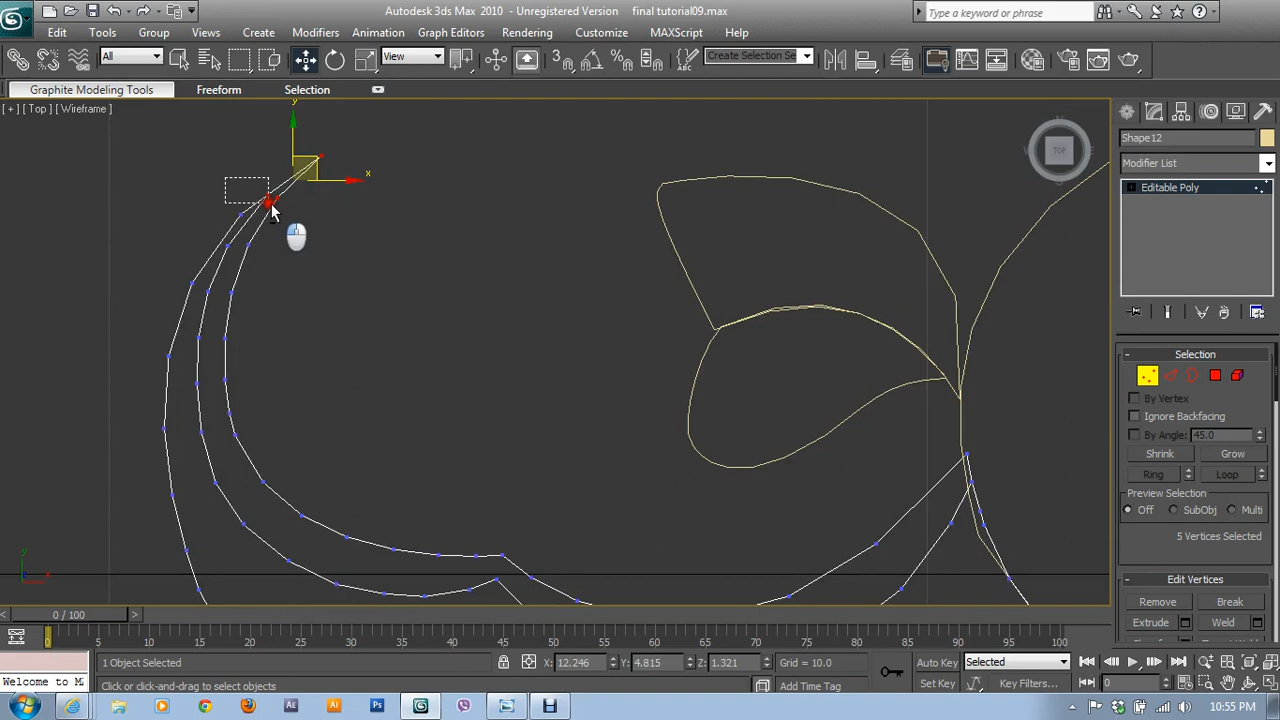 Autodesk 3ds Max 2010 - Unregistered Version final tutorial09.max
Type a keyword or phrase
Edit Tools Group Views Create Modifiers Animation Graph Editors Rendering Customize MAXScript Help
All View Create Selection Se
Graphite Modeling Tools Freeform Selection
[ + ] [ Top ] [ Wireframe ]
y
x
TOP
Shape12
Modifier List
Editable Poly
- Selection
By Vertex
Ignore Backfacing
By Angle: 45.0
Shrink Grow
Ring Loop
Preview Selection
Off SubObj Multi
5 Vertices Selected
- Edit Vertices
Remove Break
Extrude Weld
y
x
< 0 / 100 >
0 5 10 15 20 25 30 35 40 45 50 55 60 65 70 75 80 85 90 95 100
1 Object Selected X: 12.246 Y: 4.815 Z: 1.321 Grid = 10.0 Auto Key Selected
Welcome to M Click or click-and-drag to select objects Add Time Tag Set Key Key Filters... 0
10:55 PM